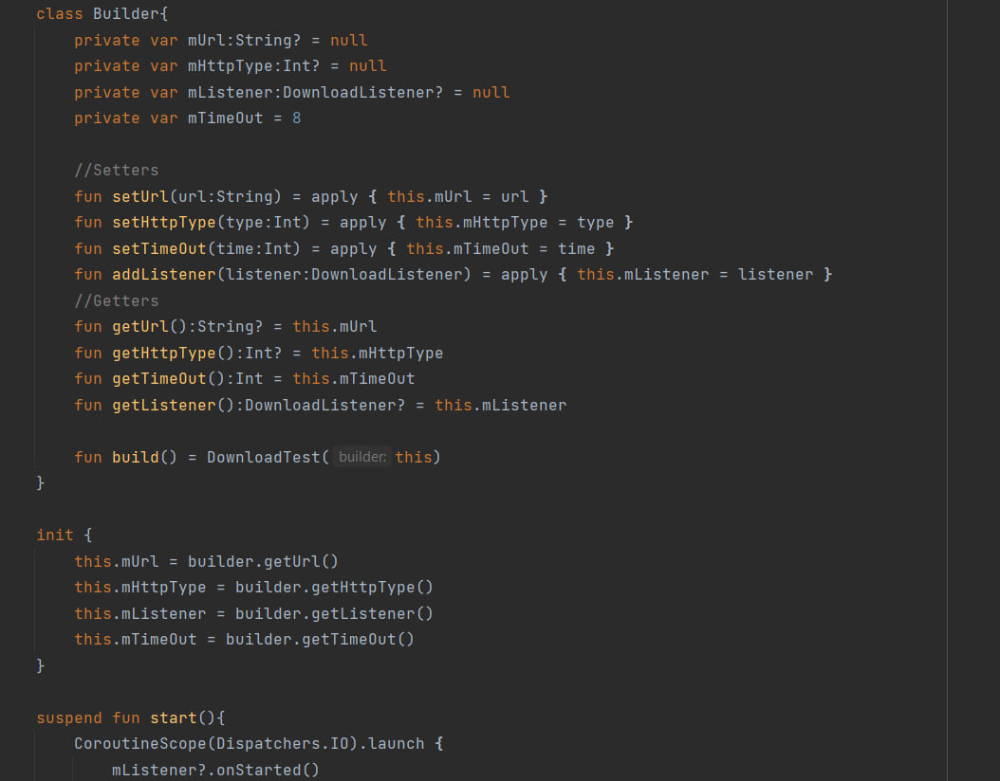 class Builder{
private var mUrl:String? = null
private var mHttpType:Int? = null
private var mListener:DownloadListener? = null
private var mTimeOut = 8
//Setters
fun setUrl(url:String) = apply { this.mUrl = url }
fun setHttpType(type:Int) = apply { this.mHttpType = type }
fun setTimeOut(time:Int) = apply { this.mTimeOut = time }
fun addListener(listener:DownloadListener) = apply { this.mListener = listener }
//Getters
fun getUrl():String? = this.mUrl
fun getHttpType():Int? = this.mHttpType
fun getTimeOut():Int = this.mTimeOut
fun getListener():DownloadListener? = this.mListener
fun build() = DownloadTest( builder: this)
}
init {
this.mUrl = builder.getUrl()
this.mHttpType = builder.getHttpType()
this.mListener = builder.getListener()
this.mTimeOut = builder.getTimeOut()
}
suspend fun start(){
CoroutineScope(Dispatchers.IO).launch {
mListener?.onStarted()